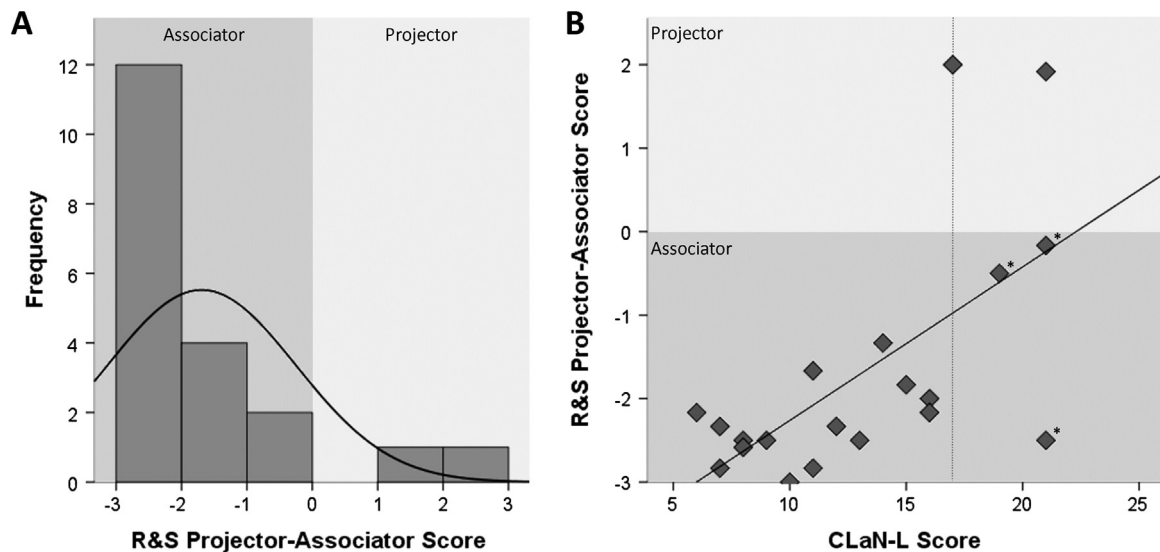 A
Associator
Projector
12
10
8
6
4
2
0
Frequency
-3
-2
-1
0
1
2
3
R&S Projector-Associator Score
B
Projector
Associator
2
1
0
-1
-2
-3
R&S Projector-Associator Score
*
*
*
5
10
15
20
25
CLaN-L Score